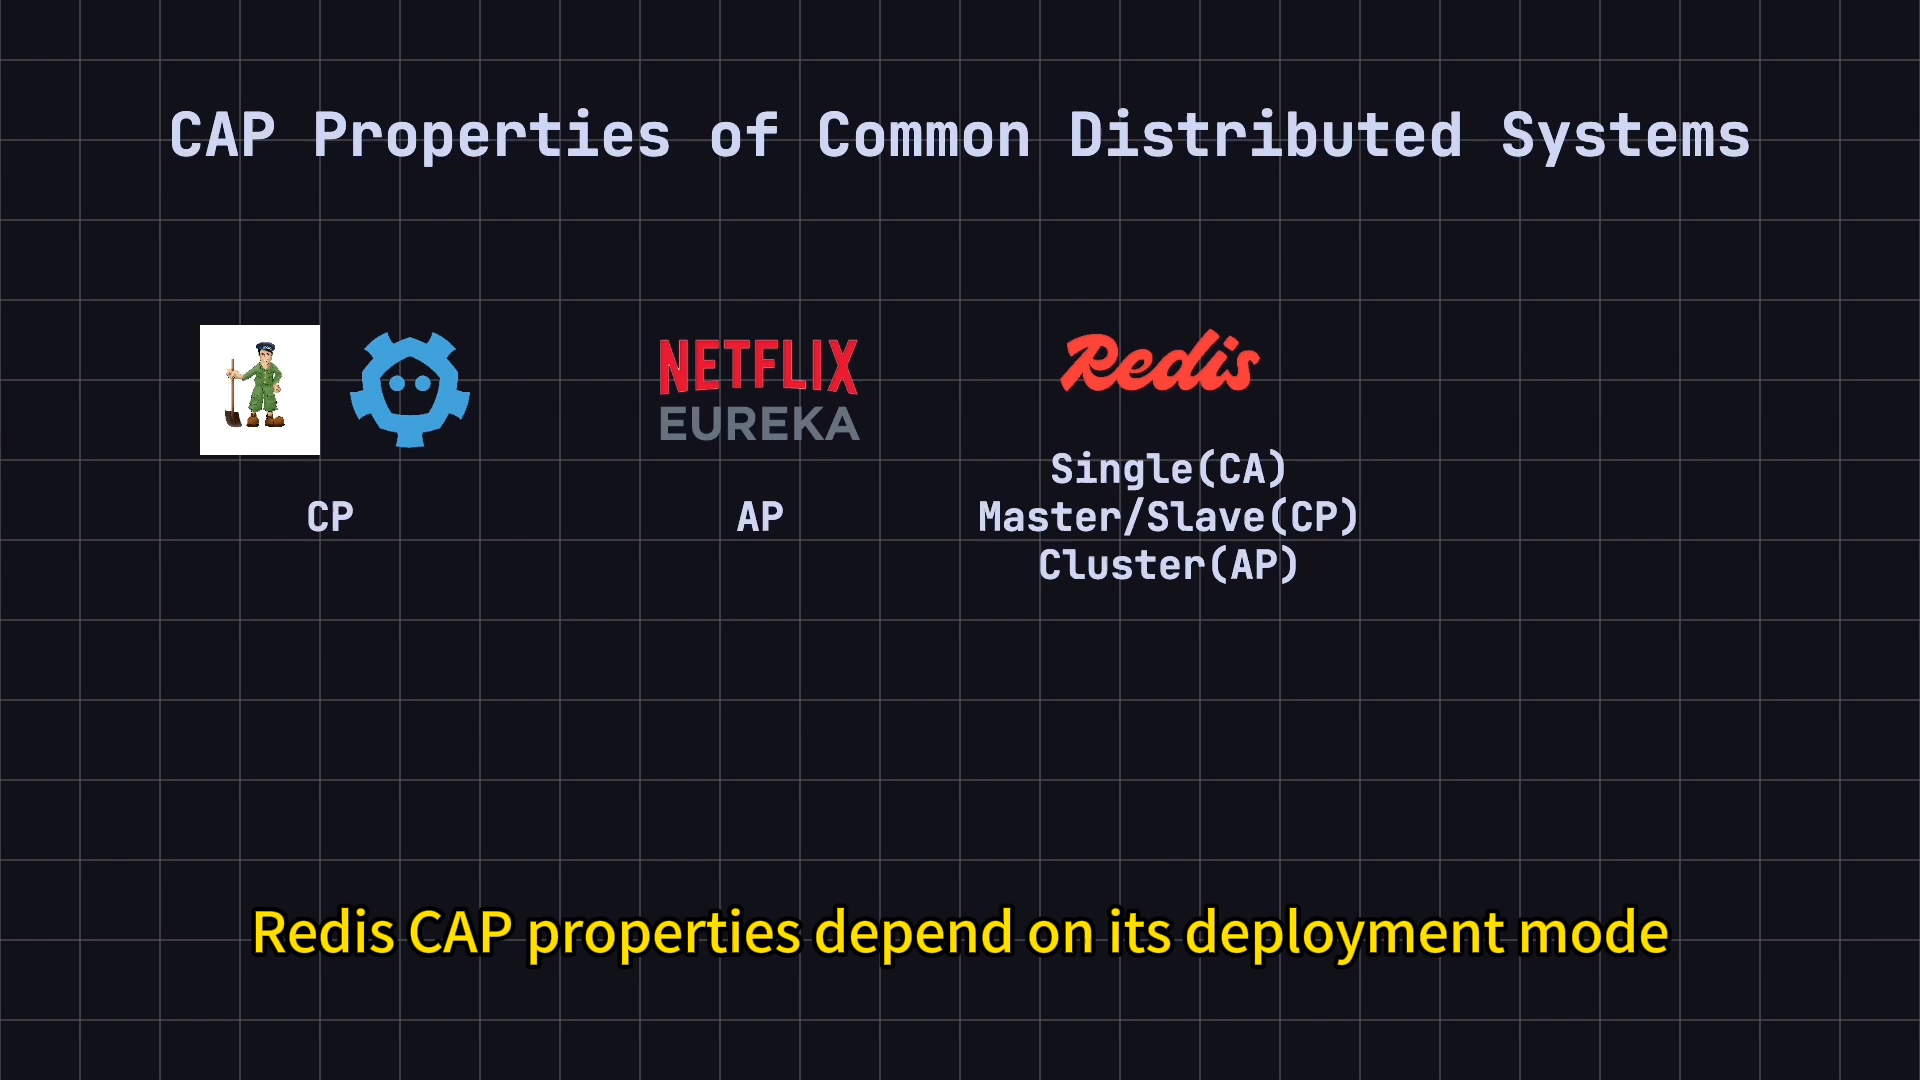 CAP Properties of Common Distributed Systems
NETFLIX
EUREKA
Redis
CP
AP
Single(CA)
Master/Slave(CP)
Cluster(AP)
Redis CAP properties depend on its deployment mode